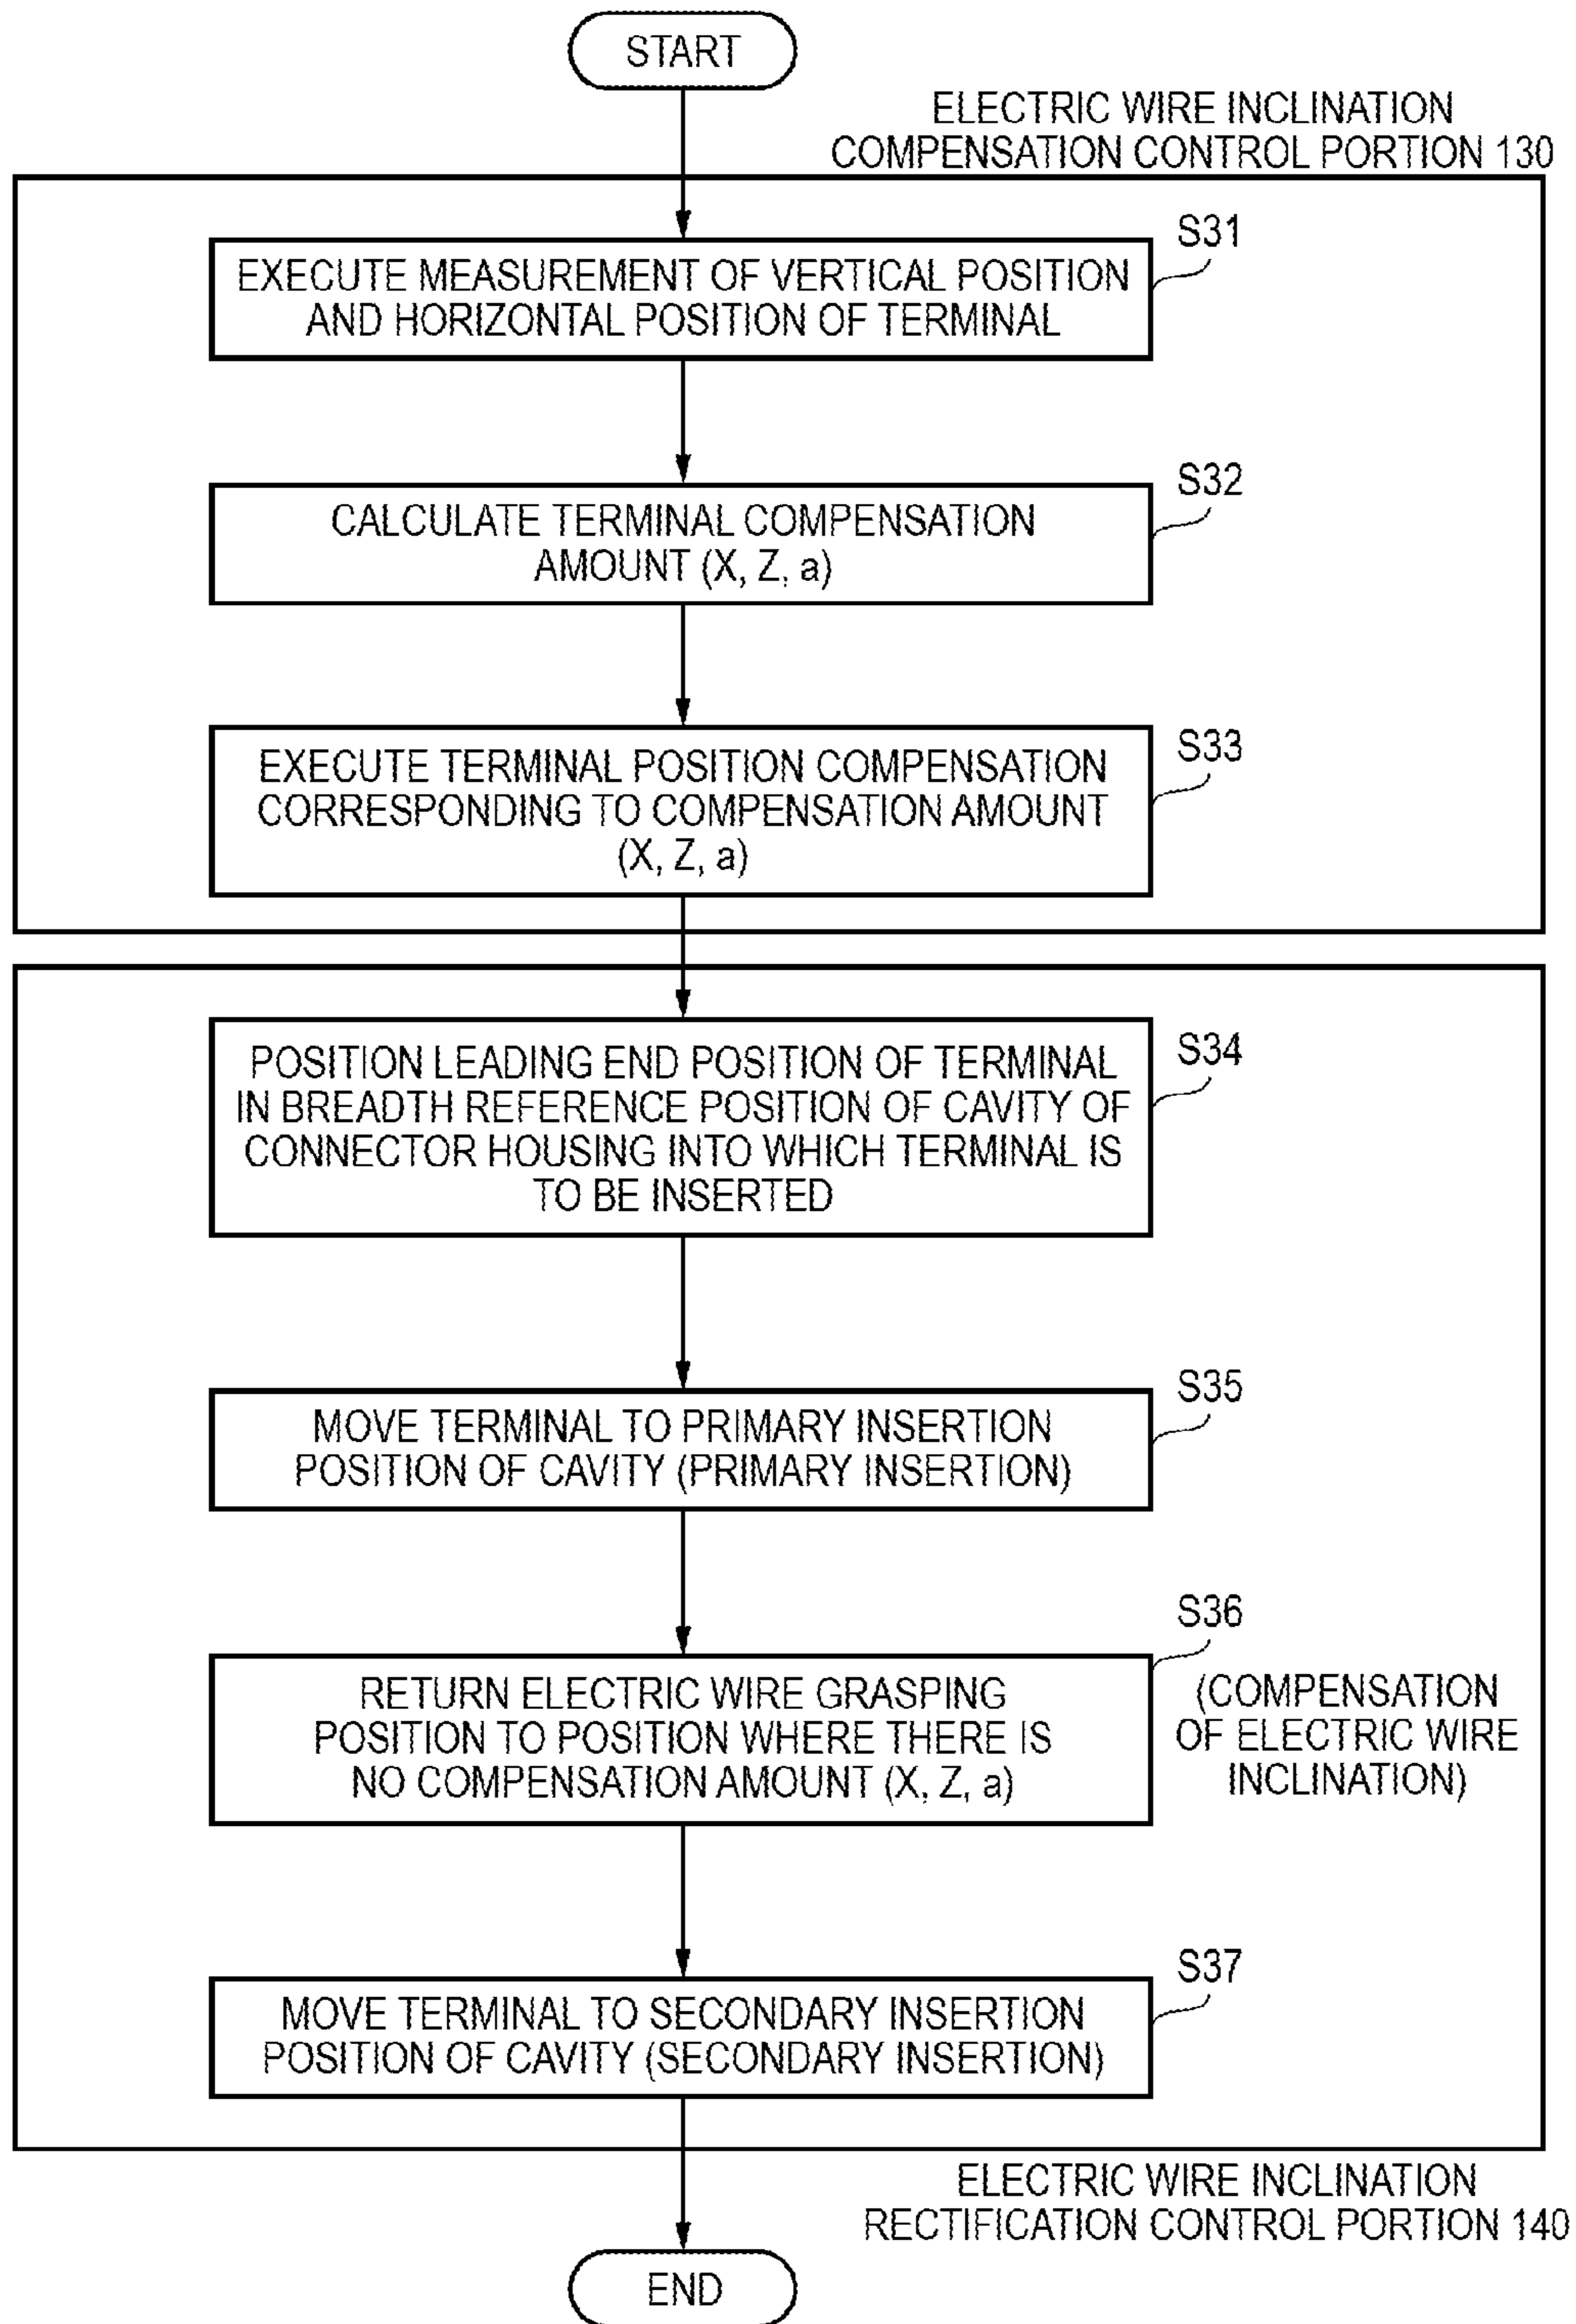 START
ELECTRIC WIRE INCLINATION
COMPENSATION CONTROL PORTION 130
S31
EXECUTE MEASUREMENT OF VERTICAL POSITION
AND HORIZONTAL POSITION OF TERMINAL
S32
CALCULATE TERMINAL COMPENSATION
AMOUNT (X, Z, a)
S33
EXECUTE TERMINAL POSITION COMPENSATION
CORRESPONDING TO COMPENSATION AMOUNT
(X, Z, a)
S34
POSITION LEADING END POSITION OF TERMINAL
IN BREADTH REFERENCE POSITION OF CAVITY OF
CONNECTOR HOUSING INTO WHICH TERMINAL IS
TO BE INSERTED
S35
MOVE TERMINAL TO PRIMARY INSERTION
POSITION OF CAVITY (PRIMARY INSERTION)
S36
RETURN ELECTRIC WIRE GRASPING
POSITION TO POSITION WHERE THERE IS
NO COMPENSATION AMOUNT (X, Z, a)
(COMPENSATION
OF ELECTRIC WIRE
INCLINATION)
S37
MOVE TERMINAL TO SECONDARY INSERTION
POSITION OF CAVITY (SECONDARY INSERTION)
ELECTRIC WIRE INCLINATION
RECTIFICATION CONTROL PORTION 140
END